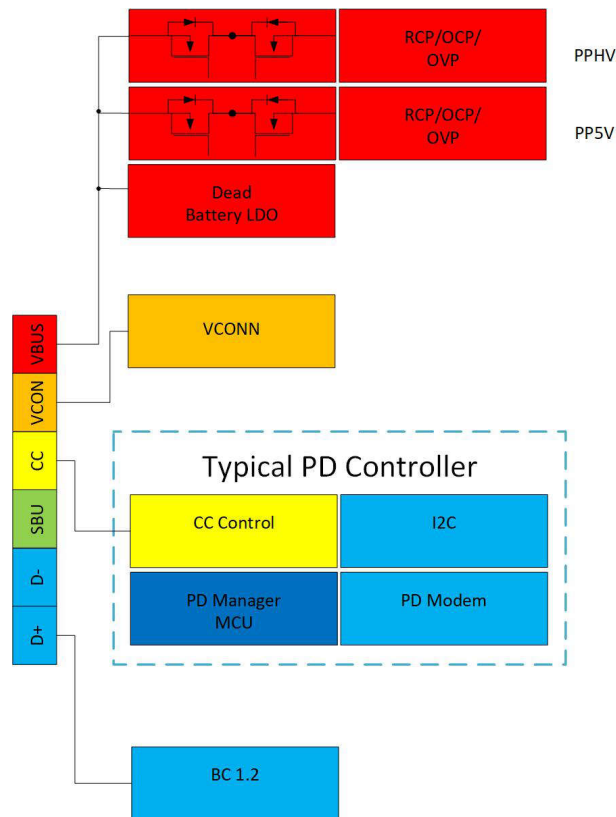 RCP/OCP/
OVP
PPHV
RCP/OCP/
OVP
PP5V
Dead
Battery LDO
VCONN
VBUS
VCON
CC
SBU
D-
D+
Typical PD Controller
CC Control
I2C
PD Manager
MCU
PD Modem
BC 1.2